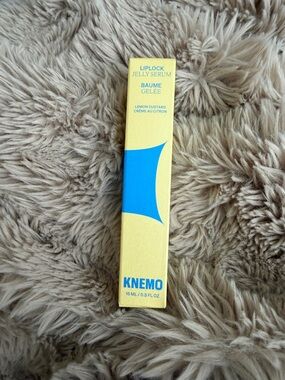 LIPLOCK
JELLY SERUM
BAUME
GELÉE
LEMON CUSTARD
CRÈME AU CITRON
KNEMO
15 ML / 0.5 FL OZ.